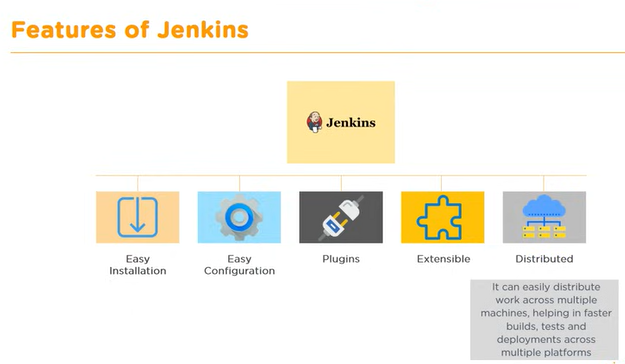 Features of Jenkins
Jenkins
Easy
Installation
Easy
Configuration
Plugins
Extensible
Distributed
It can easily distribute
work across multiple
machines, helping in faster
builds, tests and
deployments across
multiple platforms